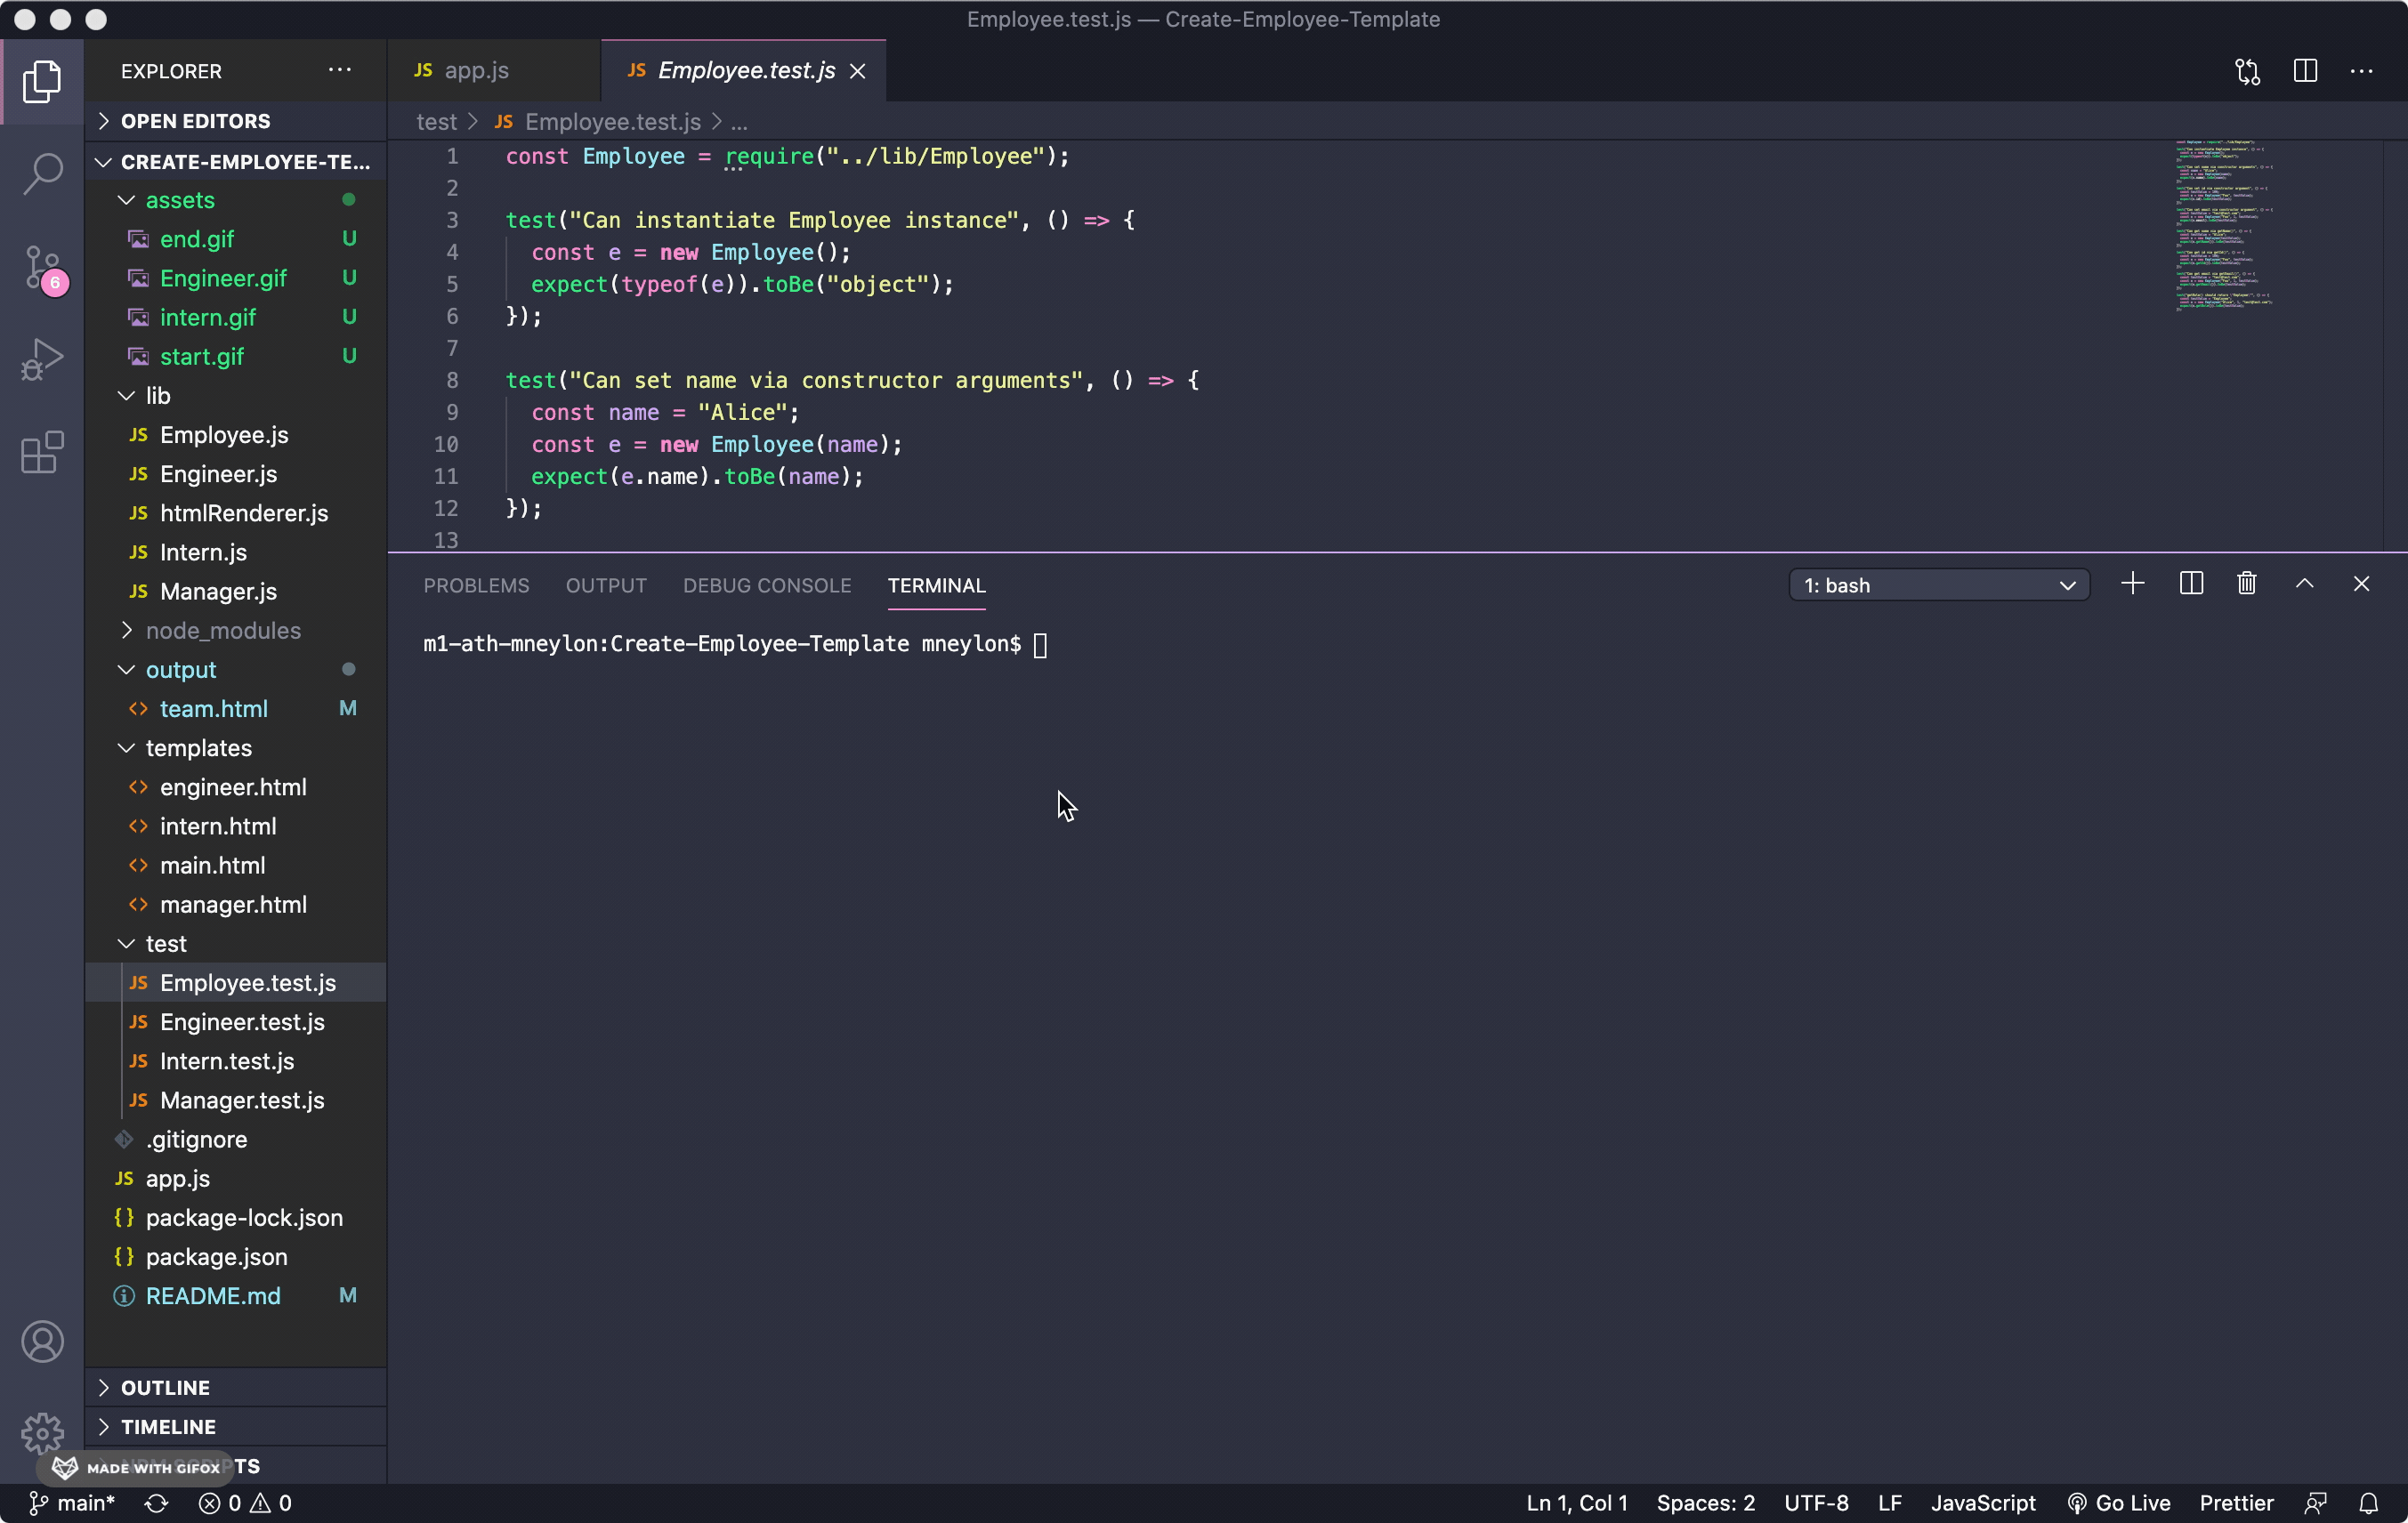 Employee.test.js — Create-Employee-Template
EXPLORER
OPEN EDITORS
CREATE-EMPLOYEE-TE...
assets
end.gif U
Engineer.gif U
intern.gif U
start.gif U
lib
JS Employee.js
JS Engineer.js
JS htmlRenderer.js
JS Intern.js
JS Manager.js
node_modules
output
team.html M
templates
engineer.html
intern.html
main.html
manager.html
test
JS Employee.test.js
JS Engineer.test.js
JS Intern.test.js
JS Manager.test.js
.gitignore
JS app.js
{} package-lock.json
{} package.json
README.md M
OUTLINE
TIMELINE
MADE WITH GIFOX
6
JS app.js
JS Employee.test.js
test > JS Employee.test.js > ...
1 const Employee = require("../lib/Employee");
2
3 test("Can instantiate Employee instance", () => {
4 const e = new Employee();
5 expect(typeof(e)).toBe("object");
6 });
7
8 test("Can set name via constructor arguments", () => {
9 const name = "Alice";
10 const e = new Employee(name);
11 expect(e.name).toBe(name);
12 });
13
PROBLEMS OUTPUT DEBUG CONSOLE TERMINAL
1: bash
m1-ath-mneylon:Create-Employee-Template mneylon$
main* 0 0
Ln 1, Col 1 Spaces: 2 UTF-8 LF JavaScript Go Live Prettier